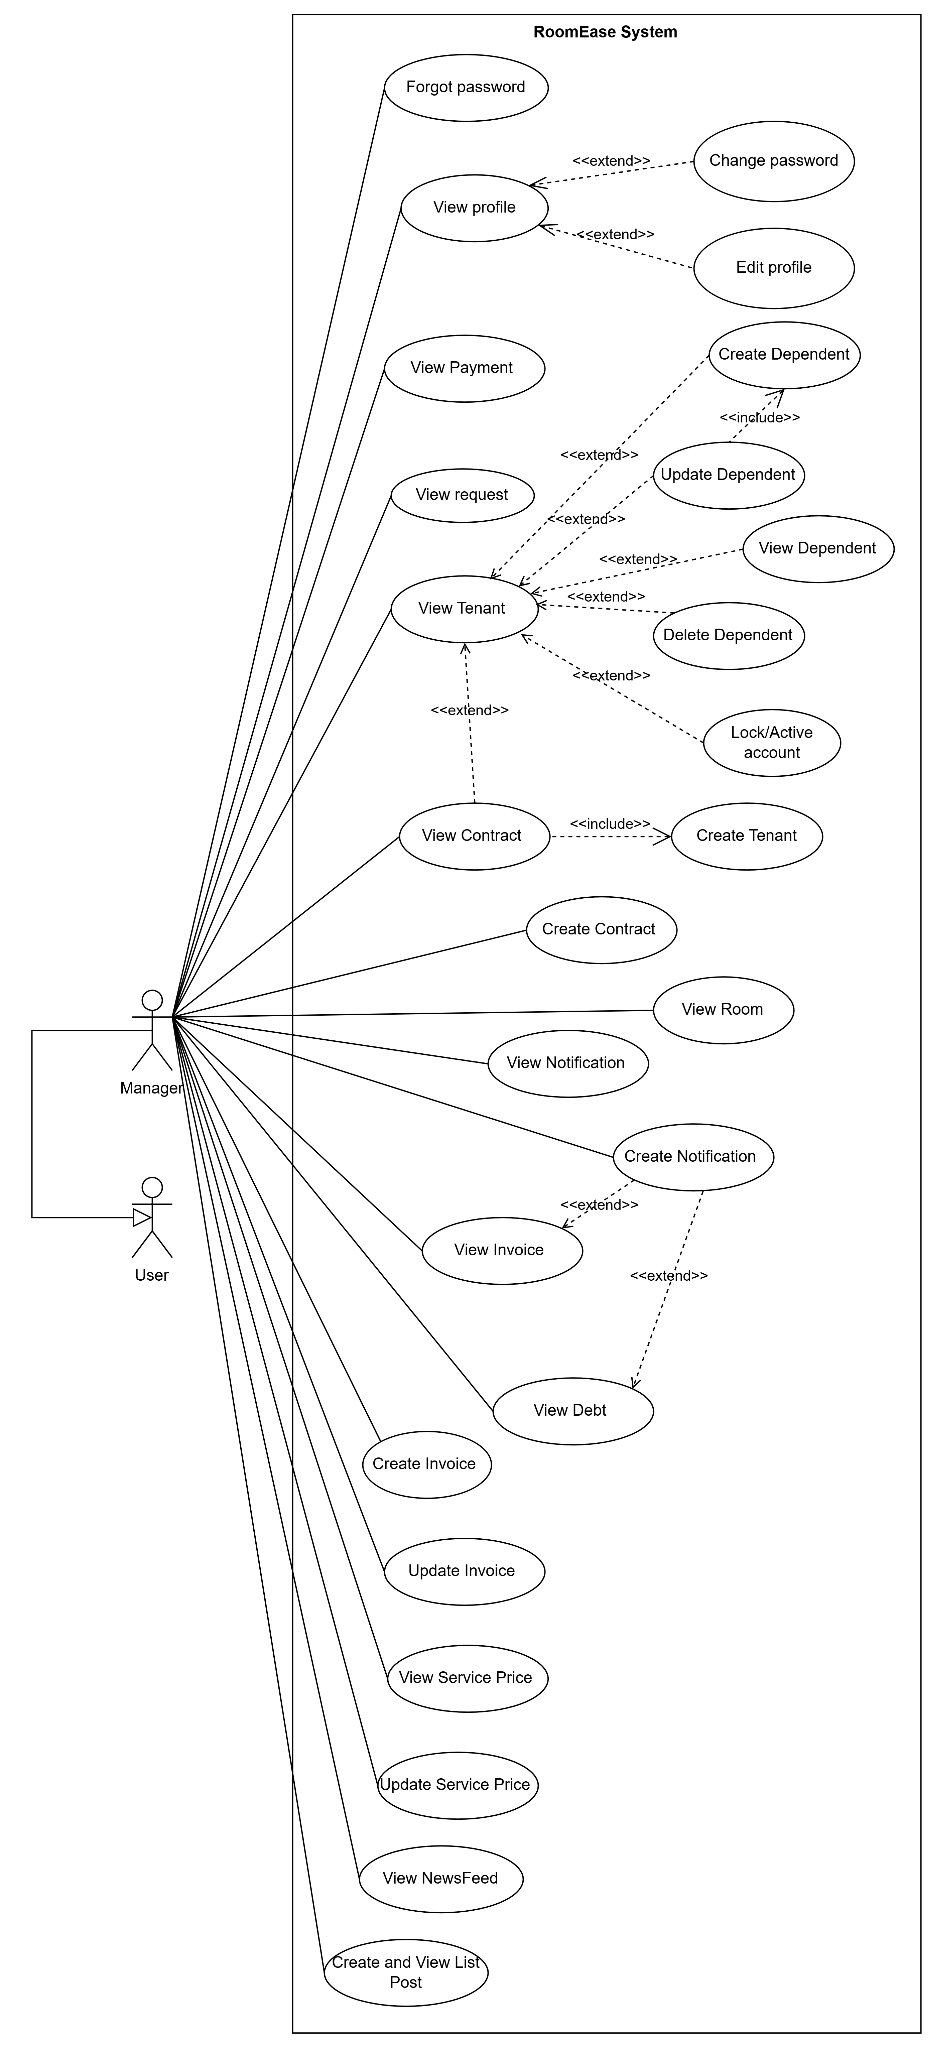 RoomEase System
Forgot password
<<extend>>
Change password
View profile
<<extend>>
Edit profile
Create Dependent
View Payment
<<include>>
<<extend>>
Update Dependent
View request
<<extend>>
View Dependent
<<extend>>
<<extend>>
View Tenant
Delete Dependent
<<extend>>
<<extend>>
Lock/Active
account
<<include>>
View Contract
Create Tenant
Create Contract
View Room
View Notification
Manager
Create Notification
<<extend>>
View Invoice
User
<<extend>>
View Debt
Create Invoice
Update Invoice
View Service Price
Update Service Price
View NewsFeed
Create and View List
Post